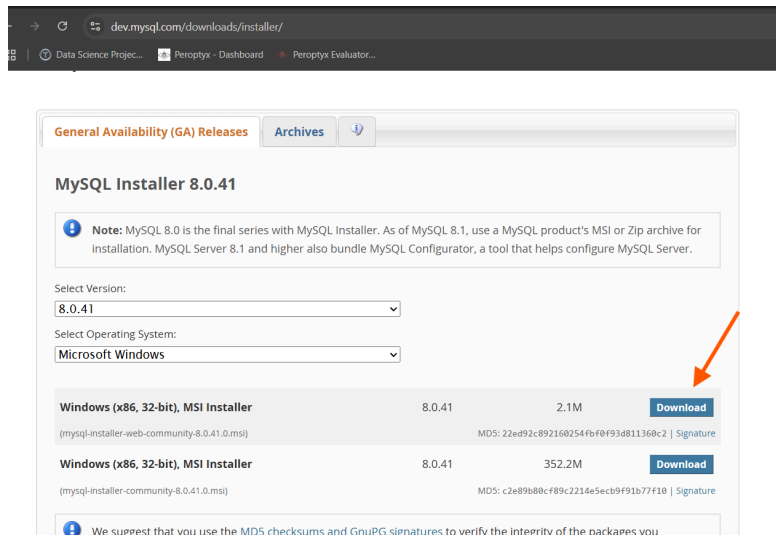 dev.mysql.com/downloads/installer/
Data Science Projec... Peroptyx - Dashboard Peroptyx Evaluator...
General Availability (GA) Releases Archives
MySQL Installer 8.0.41
Note: MySQL 8.0 is the final series with MySQL Installer. As of MySQL 8.1, use a MySQL product's MSI or Zip archive for
installation. MySQL Server 8.1 and higher also bundle MySQL Configurator, a tool that helps configure MySQL Server.
Select Version:
8.0.41
Select Operating System:
Microsoft Windows
Windows (x86, 32-bit), MSI Installer 8.0.41 2.1M Download
(mysql-installer-web-community-8.0.41.0.msi) MD5: 22ed92c892160254fbf0f93d811360c2 | Signature
Windows (x86, 32-bit), MSI Installer 8.0.41 352.2M Download
(mysql-installer-community-8.0.41.0.msi) MD5: c2e89b80cf89c2214e5ecb9f91b77f10 | Signature
We suggest that you use the MD5 checksums and GnuPG signatures to verify the integrity of the packages you